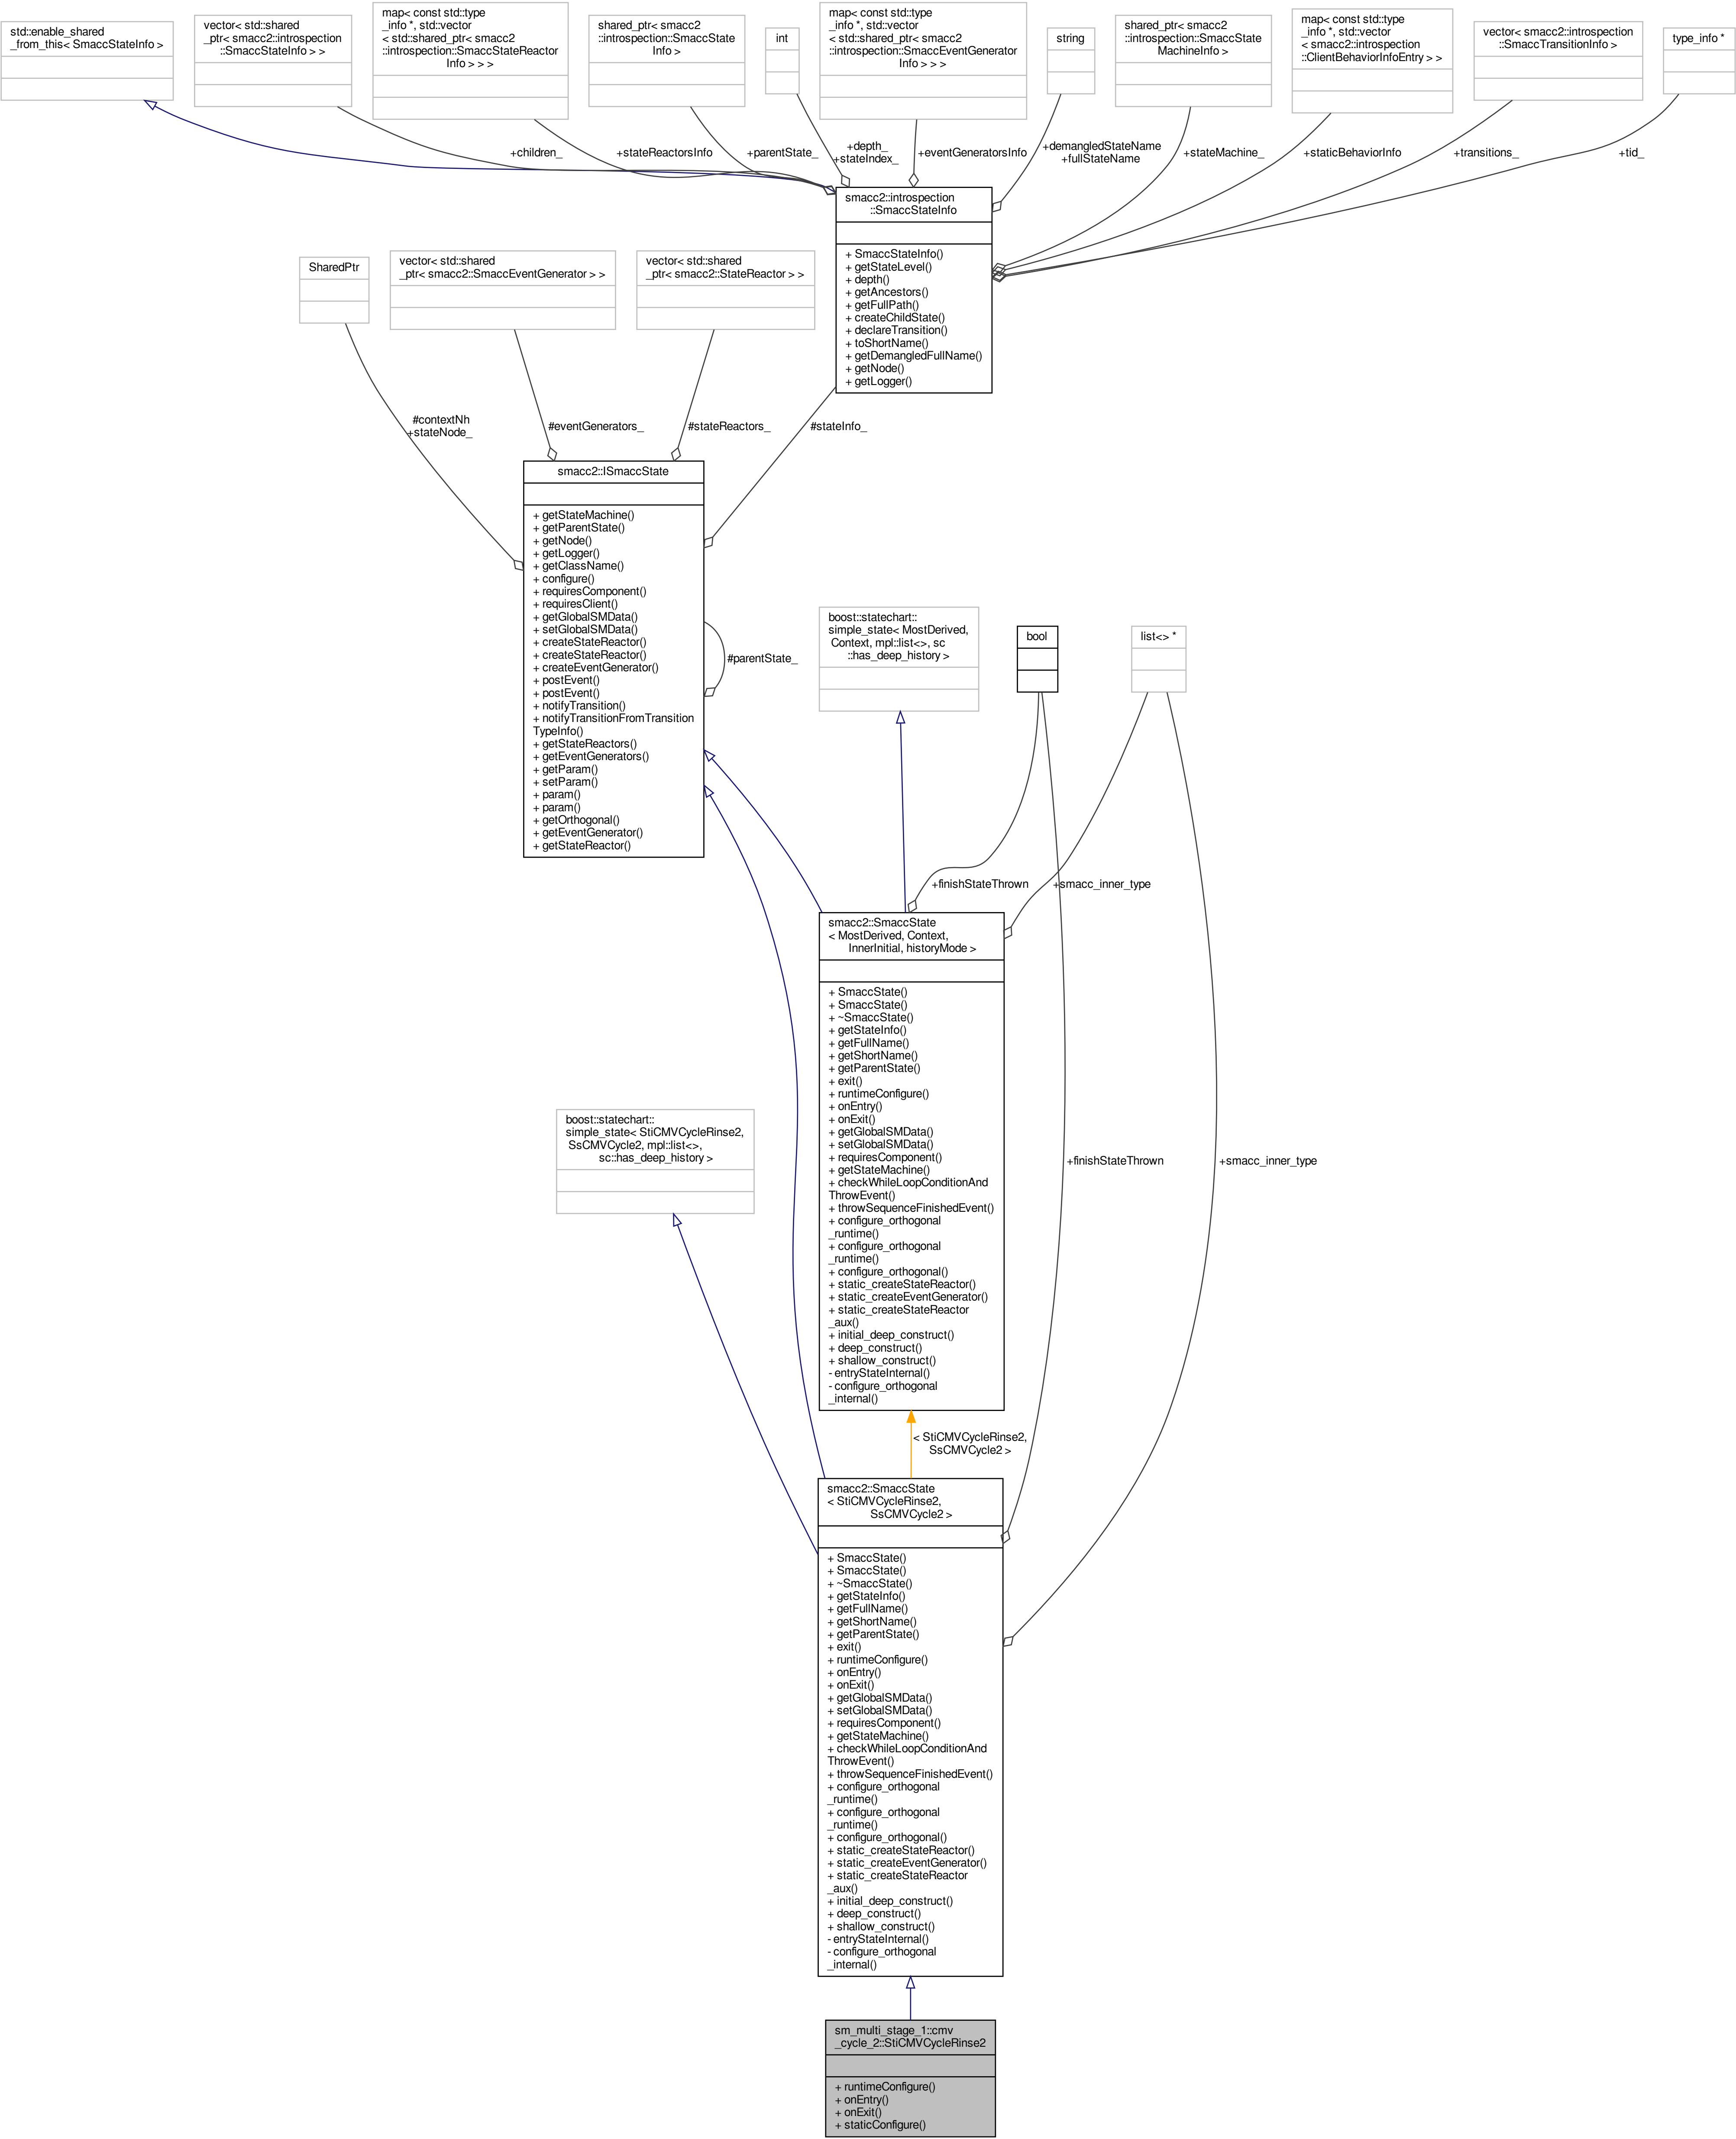 std::enable_shared
_from_this< SmaccStateInfo >
vector< std::shared
_ptr< smacc2::introspection
::SmaccStateInfo > >
map< const std::type
_info *, std::vector
< std::shared_ptr< smacc2
::introspection::SmaccStateReactor
Info > > >
shared_ptr< smacc2
::introspection::SmaccState
Info >
int
map< const std::type
_info *, std::vector
< std::shared_ptr< smacc2
::introspection::SmaccEventGenerator
Info > > >
string
shared_ptr< smacc2
::introspection::SmaccState
MachineInfo >
map< const std::type
_info *, std::vector
< smacc2::introspection
::ClientBehaviorInfoEntry > >
vector< smacc2::introspection
::SmaccTransitionInfo >
type_info *
+children_
+stateReactorsInfo
+parentState_
+depth_
+stateIndex_
+eventGeneratorsInfo
+demangledStateName
+fullStateName
+stateMachine_
+staticBehaviorInfo
+transitions_
+tid_
smacc2::introspection
::SmaccStateInfo
+ SmaccStateInfo()
+ getStateLevel()
+ depth()
+ getAncestors()
+ getFullPath()
+ createChildState()
+ declareTransition()
+ toShortName()
+ getDemangledFullName()
+ getNode()
+ getLogger()
SharedPtr
vector< std::shared
_ptr< smacc2::SmaccEventGenerator > >
vector< std::shared
_ptr< smacc2::StateReactor > >
#contextNh
+stateNode_
#eventGenerators_
#stateReactors_
#stateInfo_
smacc2::ISmaccState
+ getStateMachine()
+ getParentState()
+ getNode()
+ getLogger()
+ getClassName()
+ configure()
+ requiresComponent()
+ requiresClient()
+ getGlobalSMData()
+ setGlobalSMData()
+ createStateReactor()
+ createStateReactor()
+ createEventGenerator()
+ postEvent()
+ postEvent()
+ notifyTransition()
+ notifyTransitionFromTransition
TypeInfo()
+ getStateReactors()
+ getEventGenerators()
+ getParam()
+ setParam()
+ param()
+ param()
+ getOrthogonal()
+ getEventGenerator()
+ getStateReactor()
#parentState_
boost::statechart::
simple_state< MostDerived,
Context, mpl::list<>, sc
::has_deep_history >
bool
list<> *
+finishStateThrown
+smacc_inner_type
smacc2::SmaccState
< MostDerived, Context,
InnerInitial, historyMode >
+ SmaccState()
+ SmaccState()
+ ~SmaccState()
+ getStateInfo()
+ getFullName()
+ getShortName()
+ getParentState()
+ exit()
+ runtimeConfigure()
+ onEntry()
+ onExit()
+ getGlobalSMData()
+ setGlobalSMData()
+ requiresComponent()
+ getStateMachine()
+ checkWhileLoopConditionAnd
ThrowEvent()
+ throwSequenceFinishedEvent()
+ configure_orthogonal
_runtime()
+ configure_orthogonal
_runtime()
+ configure_orthogonal()
+ static_createStateReactor()
+ static_createEventGenerator()
+ static_createStateReactor
_aux()
+ initial_deep_construct()
+ deep_construct()
+ shallow_construct()
- entryStateInternal()
- configure_orthogonal
_internal()
boost::statechart::
simple_state< StiCMVCycleRinse2,
SsCMVCycle2, mpl::list<>,
sc::has_deep_history >
+finishStateThrown
+smacc_inner_type
< StiCMVCycleRinse2,
SsCMVCycle2 >
smacc2::SmaccState
< StiCMVCycleRinse2,
SsCMVCycle2 >
+ SmaccState()
+ SmaccState()
+ ~SmaccState()
+ getStateInfo()
+ getFullName()
+ getShortName()
+ getParentState()
+ exit()
+ runtimeConfigure()
+ onEntry()
+ onExit()
+ getGlobalSMData()
+ setGlobalSMData()
+ requiresComponent()
+ getStateMachine()
+ checkWhileLoopConditionAnd
ThrowEvent()
+ throwSequenceFinishedEvent()
+ configure_orthogonal
_runtime()
+ configure_orthogonal
_runtime()
+ configure_orthogonal()
+ static_createStateReactor()
+ static_createEventGenerator()
+ static_createStateReactor
_aux()
+ initial_deep_construct()
+ deep_construct()
+ shallow_construct()
- entryStateInternal()
- configure_orthogonal
_internal()
sm_multi_stage_1::cmv
_cycle_2::StiCMVCycleRinse2
+ runtimeConfigure()
+ onEntry()
+ onExit()
+ staticConfigure()